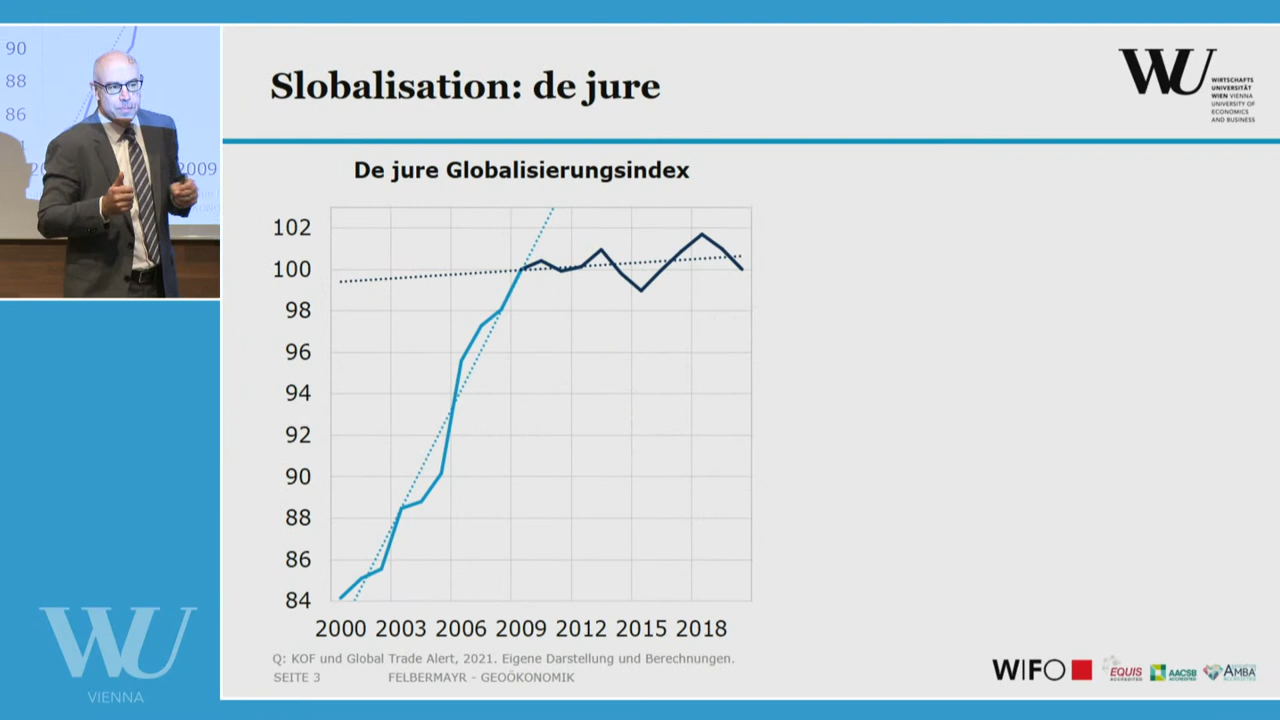 90
88
86
2009
Slobalisation: de jure
WU
WIRTSCHAFTS
UNIVERSITÄT
WIEN VIENNA
UNIVERSITY OF
ECONOMICS
AND BUSINESS
De jure Globalisierungsindex
102
100
98
96
94
92
90
88
86
84
2000 2003 2006 2009 2012 2015 2018
Q: KOF und Global Trade Alert, 2021. Eigene Darstellung und Berechnungen.
SEITE 3 FELBERMAYR - GEOÖKONOMIK
WIFO
EQUIS
ACCREDITED
AACSB
ACCREDITED
AMBA
ACCREDITED
WU
VIENNA